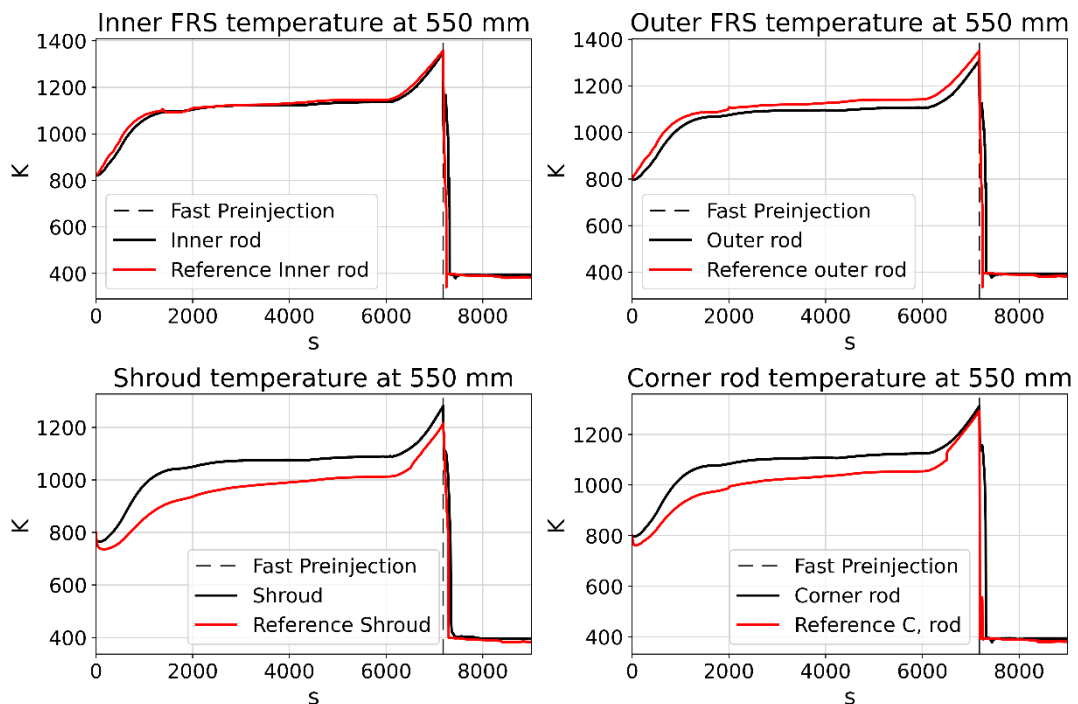 Inner FRS temperature at 550 mm
1400
1200
1000
800
600
400
K
Fast Preinjection
Inner rod
Reference Inner rod
0 2000 4000 6000 8000
s
Outer FRS temperature at 550 mm
1400
1200
1000
800
600
400
K
Fast Preinjection
Outer rod
Reference outer rod
0 2000 4000 6000 8000
s
Shroud temperature at 550 mm
1200
1000
800
600
400
K
Fast Preinjection
Shroud
Reference Shroud
0 2000 4000 6000 8000
s
Corner rod temperature at 550 mm
1200
1000
800
600
400
K
Fast Preinjection
Corner rod
Reference C, rod
0 2000 4000 6000 8000
s